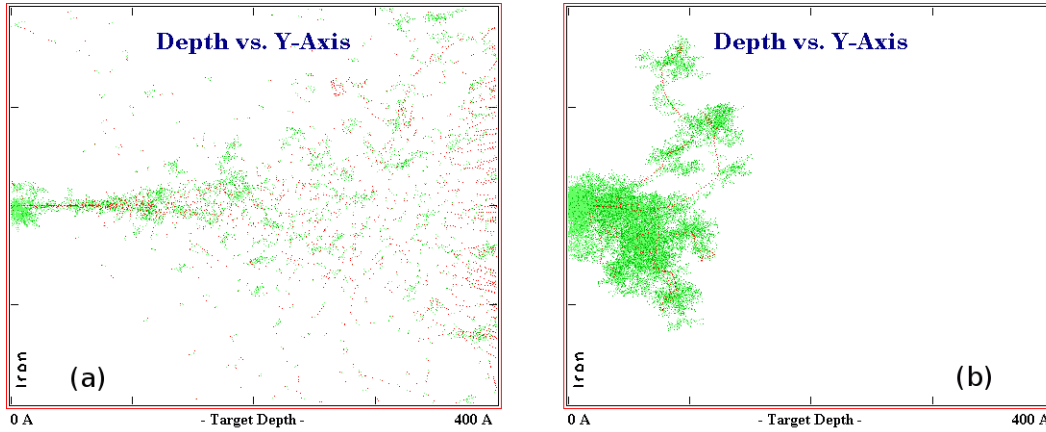 Depth vs. Y-Axis
Iron
(a)
0 A - Target Depth - 400 A
Depth vs. Y-Axis
Iron
(b)
0 A - Target Depth - 400 A